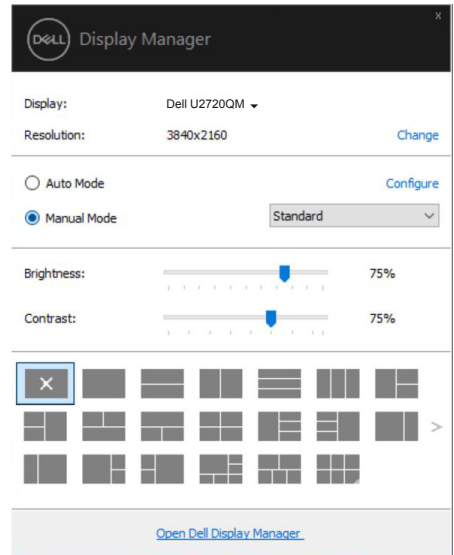 x
DELL Display Manager
Display: Dell U2720QM
Resolution: 3840x2160 Change
Auto Mode Configure
Manual Mode Standard
Brightness: 75%
Contrast: 75%
Open Dell Display Manager